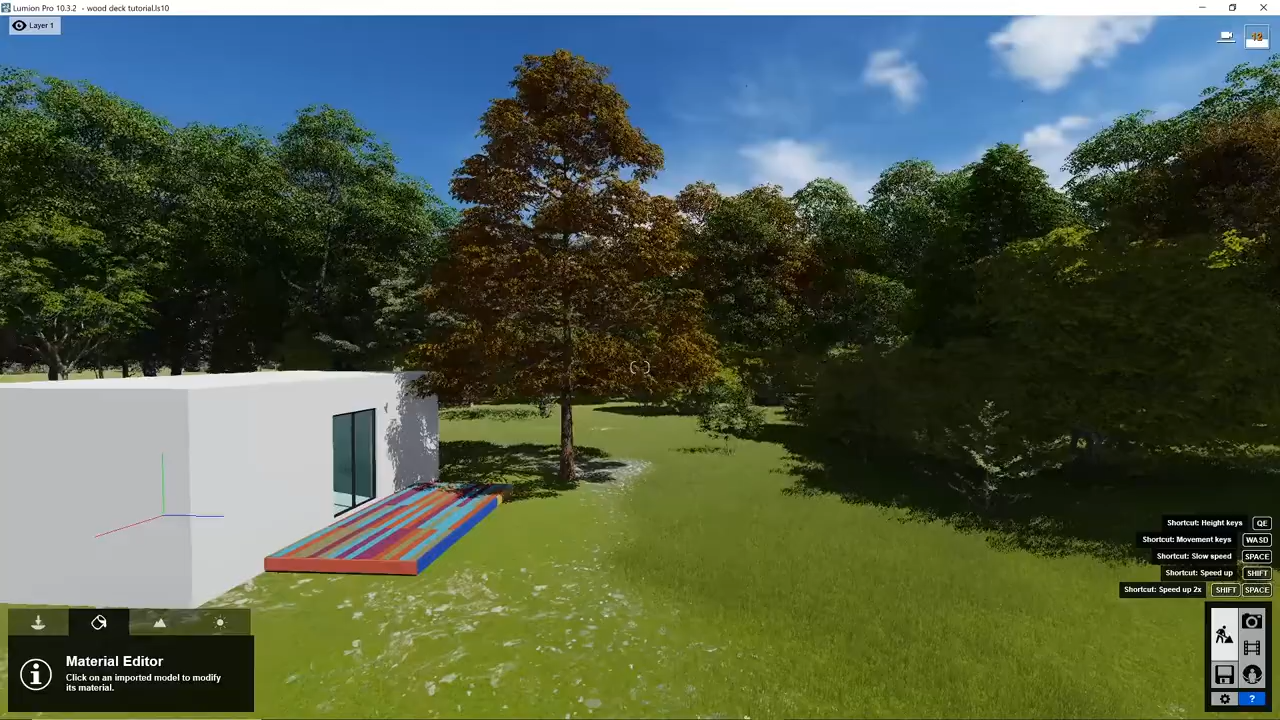 Lumion Pro 10.3.2 - wood deck tutorial.ls10
Layer 1
12
Shortcut: Height keys QE
Shortcut: Movement keys WASD
Shortcut: Slow speed SPACE
Shortcut: Speed up SHIFT
Shortcut: Speed up 2x SHIFT SPACE
Material Editor
Click on an imported model to modify
its material.
?